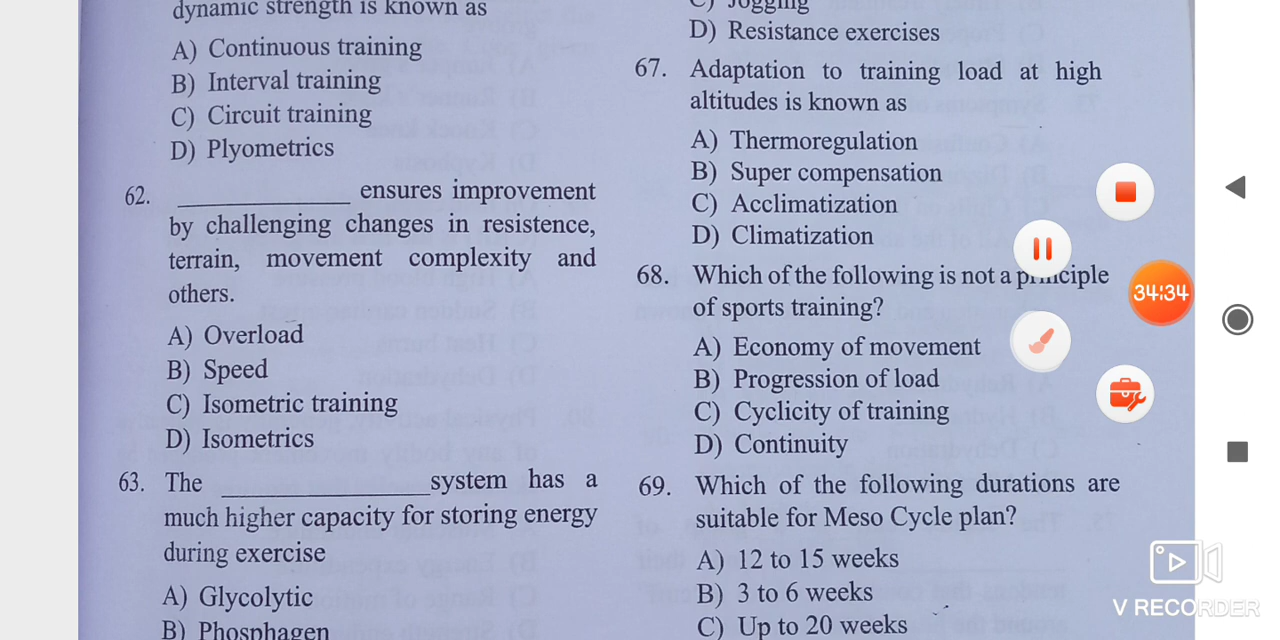 dynamic strength is known as
A) Continuous training
B) Interval training
C) Circuit training
D) Plyometrics
62. ____________ ensures improvement
by challenging changes in resistence,
terrain, movement complexity and
others.
A) Overload
B) Speed
C) Isometric training
D) Isometrics
63. The ______________ system has a
much higher capacity for storing energy
during exercise
A) Glycolytic
B) Phosphagen
C) Jogging
D) Resistance exercises
67. Adaptation to training load at high
altitudes is known as
A) Thermoregulation
B) Super compensation
C) Acclimatization
D) Climatization
68. Which of the following is not a principle
of sports training?
A) Economy of movement
B) Progression of load
C) Cyclicity of training
D) Continuity
69. Which of the following durations are
suitable for Meso Cycle plan?
A) 12 to 15 weeks
B) 3 to 6 weeks
C) Up to 20 weeks
34:34
V RECORDER